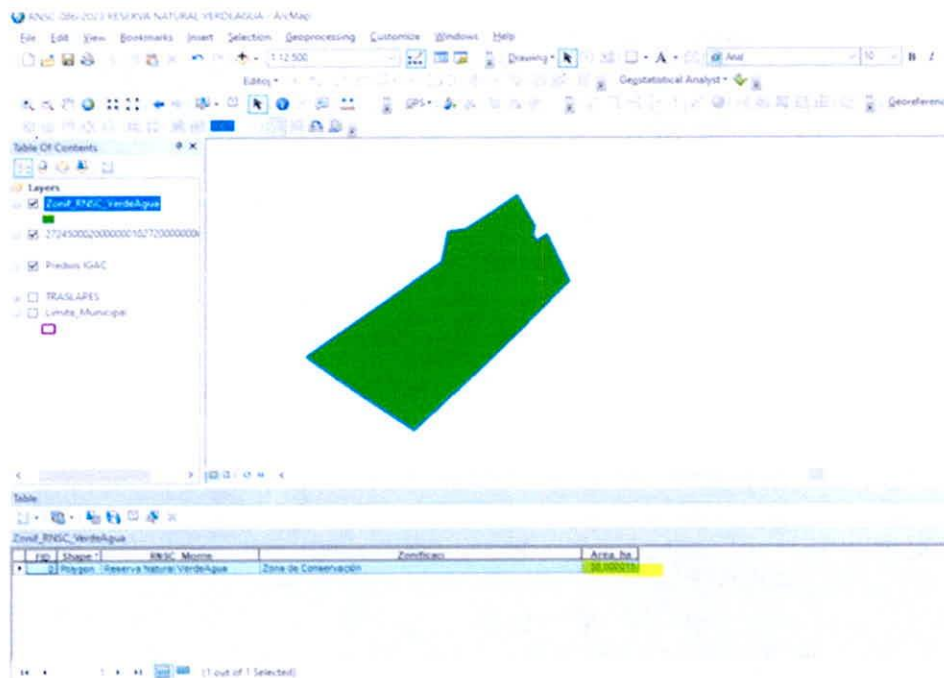 RNSC 086-2023 RESERVA NATURAL VERDEAGUA - ArcMap
File Edit View Bookmarks Insert Selection Geoprocessing Customize Windows Help
1:12.500 Drawing A Arial 10 B I
Editor Geostatistical Analyst
GPS Georeferenc
Table Of Contents
Layers
Zonif_RNSC_VerdeAgua
Predios IGAC
TRASLAPES
Limite_Municipal
Table
Zonif_RNSC_VerdeAgua
FID Shape * RNSC_Nombre Zonificaci Area_ha
0 Polygon Reserva Natural VerdeAgua Zona de Conservación
1 (1 out of 1 Selected)